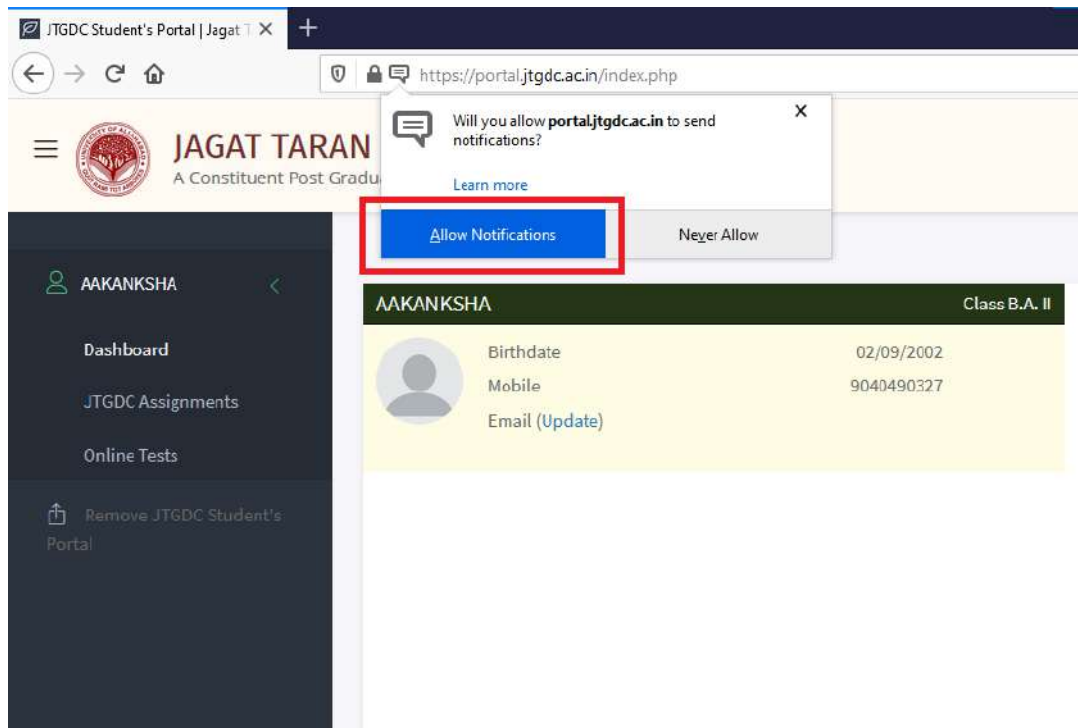 JTGDC Student's Portal | Jagat T
https://portal.jtgdc.ac.in/index.php
Will you allow portal.jtgdc.ac.in to send
notifications?
X
Learn more
Allow Notifications
Never Allow
JAGAT TARAN
A Constituent Post Gradu
AAKANKSHA
Dashboard
JTGDC Assignments
Online Tests
Remove JTGDC Student's
Portal
AAKANKSHA Class B.A. II
Birthdate 02/09/2002
Mobile 9040490327
Email (Update)